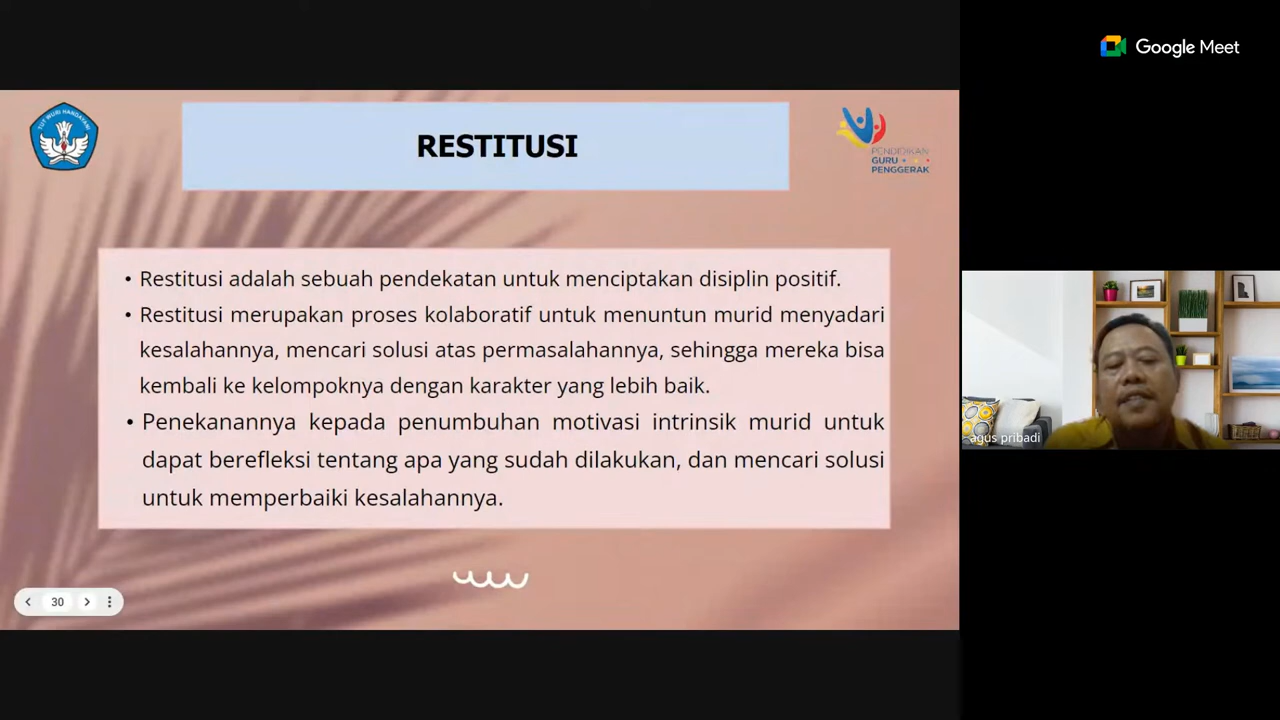 Google Meet
TUT WURI HANDAYANI
RESTITUSI
PENDIDIKAN
GURU
PENGGERAK
• Restitusi adalah sebuah pendekatan untuk menciptakan disiplin positif.
• Restitusi merupakan proses kolaboratif untuk menuntun murid menyadari
kesalahannya, mencari solusi atas permasalahannya, sehingga mereka bisa
kembali ke kelompoknya dengan karakter yang lebih baik.
• Penekanannya kepada penumbuhan motivasi intrinsik murid untuk
dapat berefleksi tentang apa yang sudah dilakukan, dan mencari solusi
untuk memperbaiki kesalahannya.
agus pribadi
30